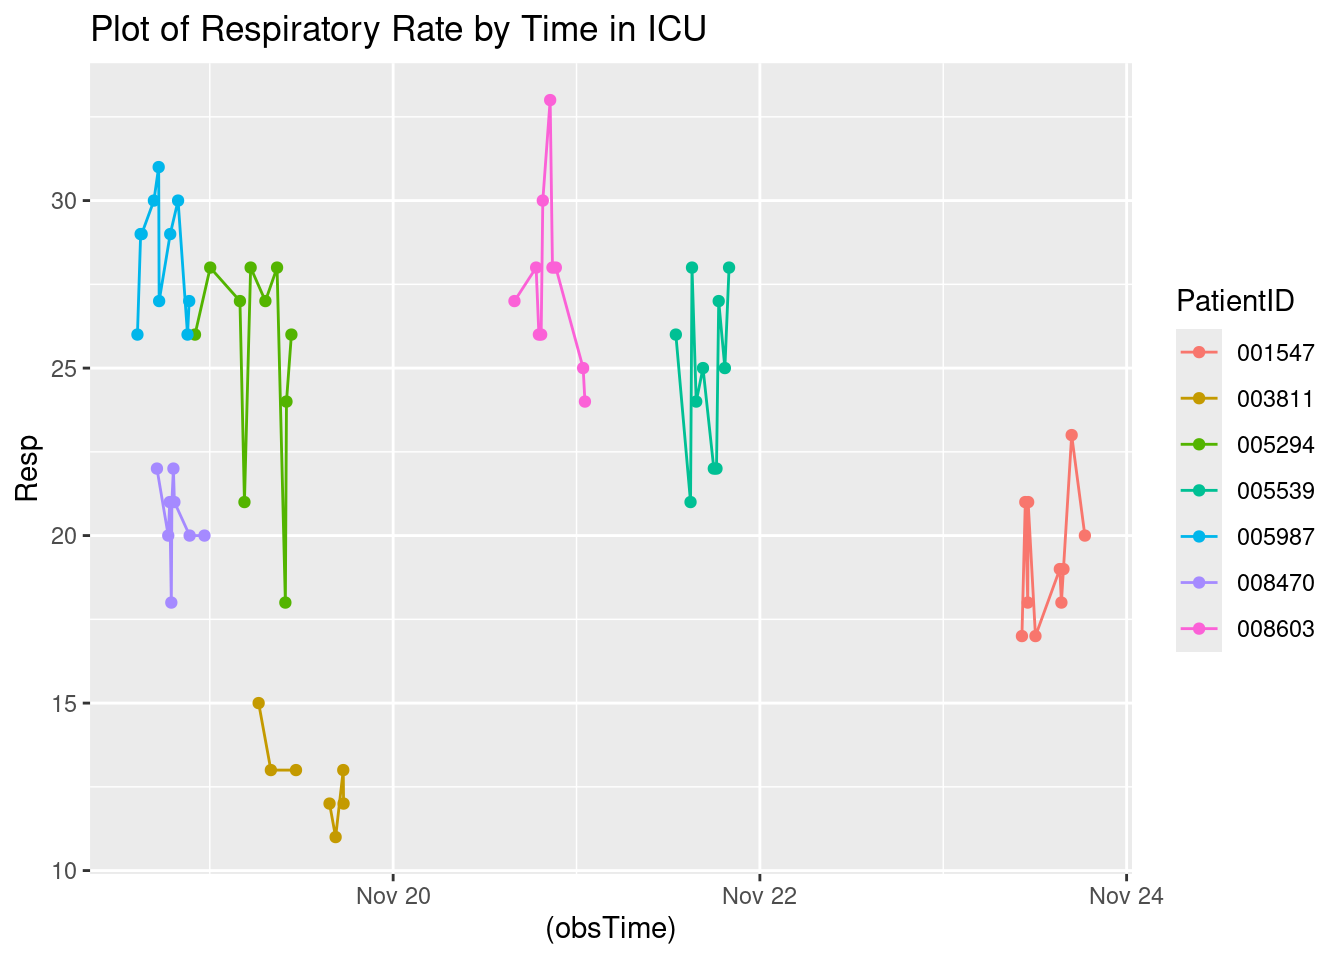 Plot of Respiratory Rate by Time in ICU
Resp
30
25
20
15
10
Nov 20
Nov 22
Nov 24
(obsTime)
PatientID
001547
003811
005294
005539
005987
008470
008603